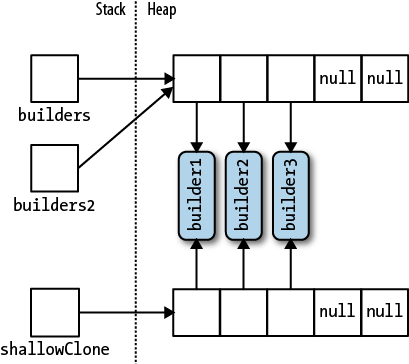 Stack Heap
null null
builders
builders2
builder1
builder2
builder3
null null
shallowClone